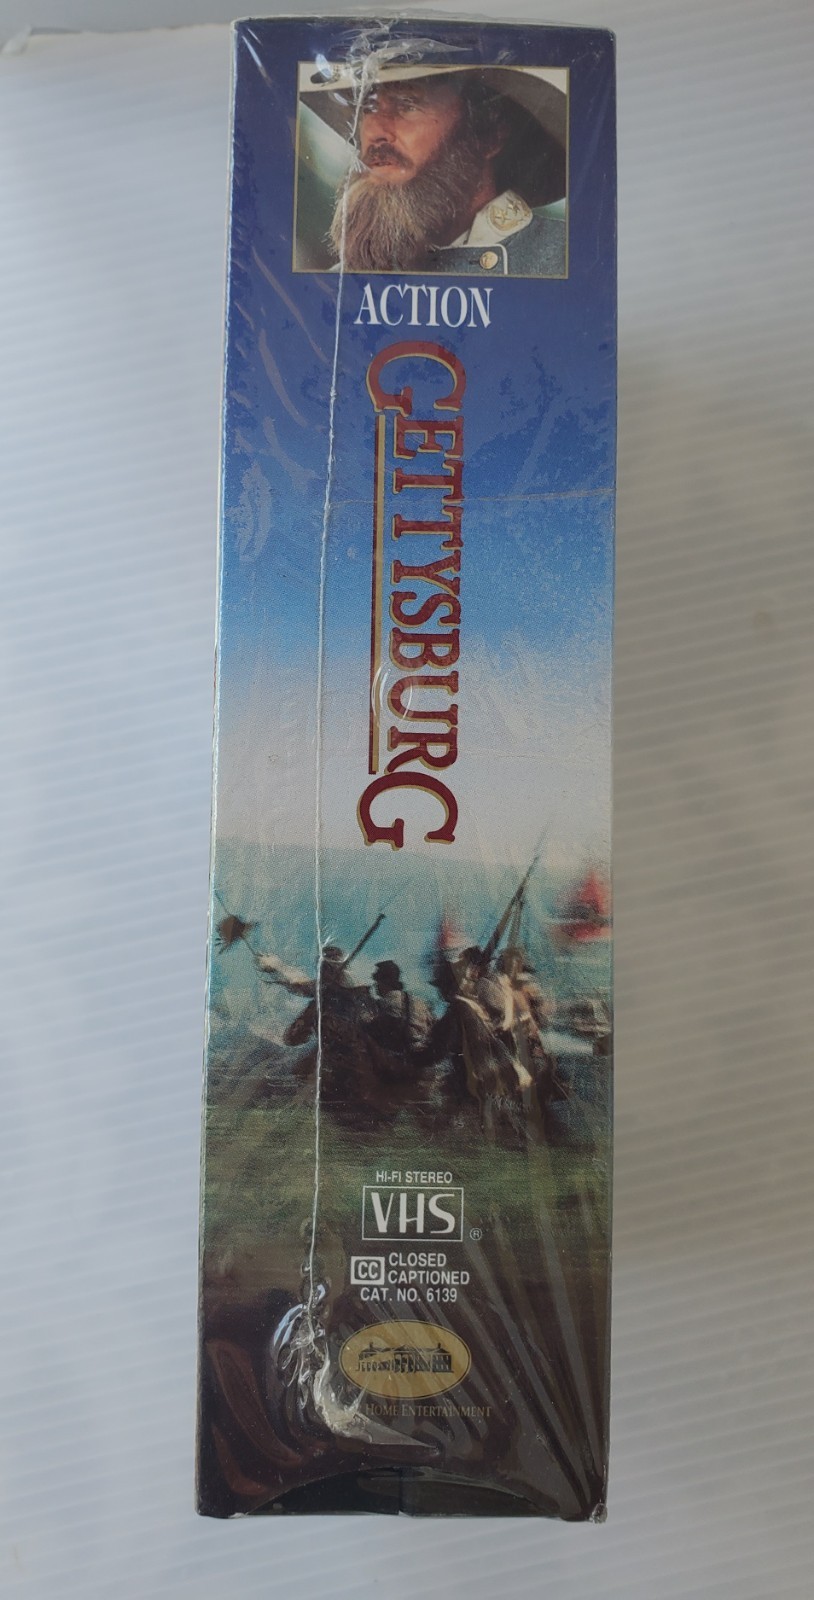 ACTION
GETTYSBURG
HI-FI STEREO
VHS ®
CC CLOSED
CAPTIONED
CAT. NO. 6139
HOME ENTERTAINMENT